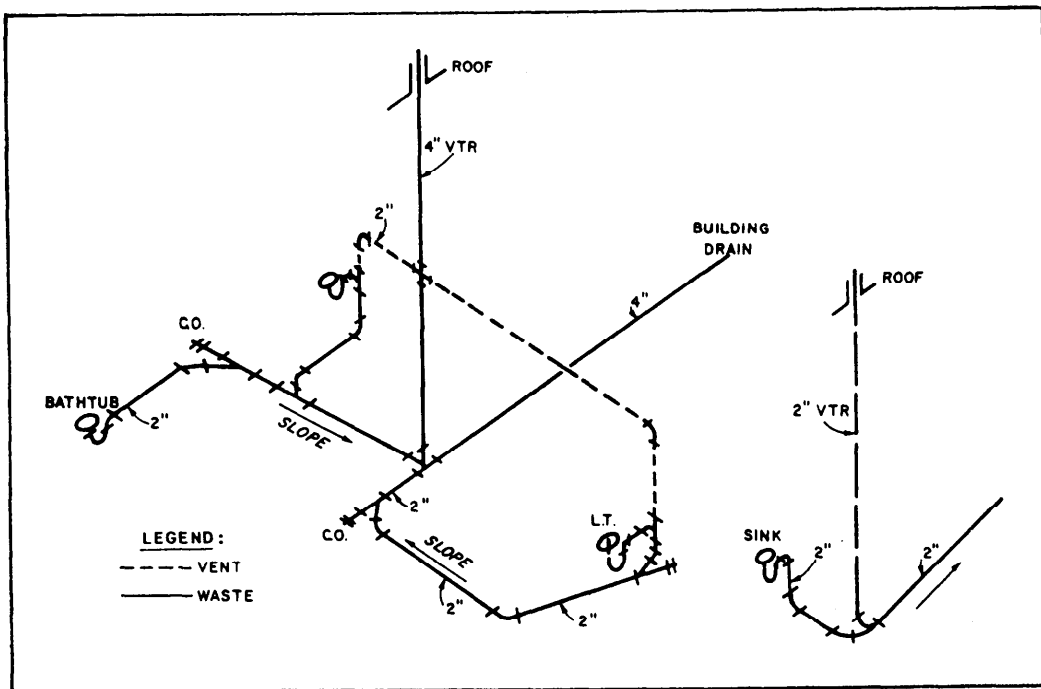 ROOF
4" VTR
2"
BUILDING
DRAIN
ROOF
4"
C.O.
BATHTUB
2"
SLOPE
2" VTR
2"
C.O.
L.T.
SINK
2"
2"
SLOPE
2"
2"
LEGEND:
VENT
WASTE